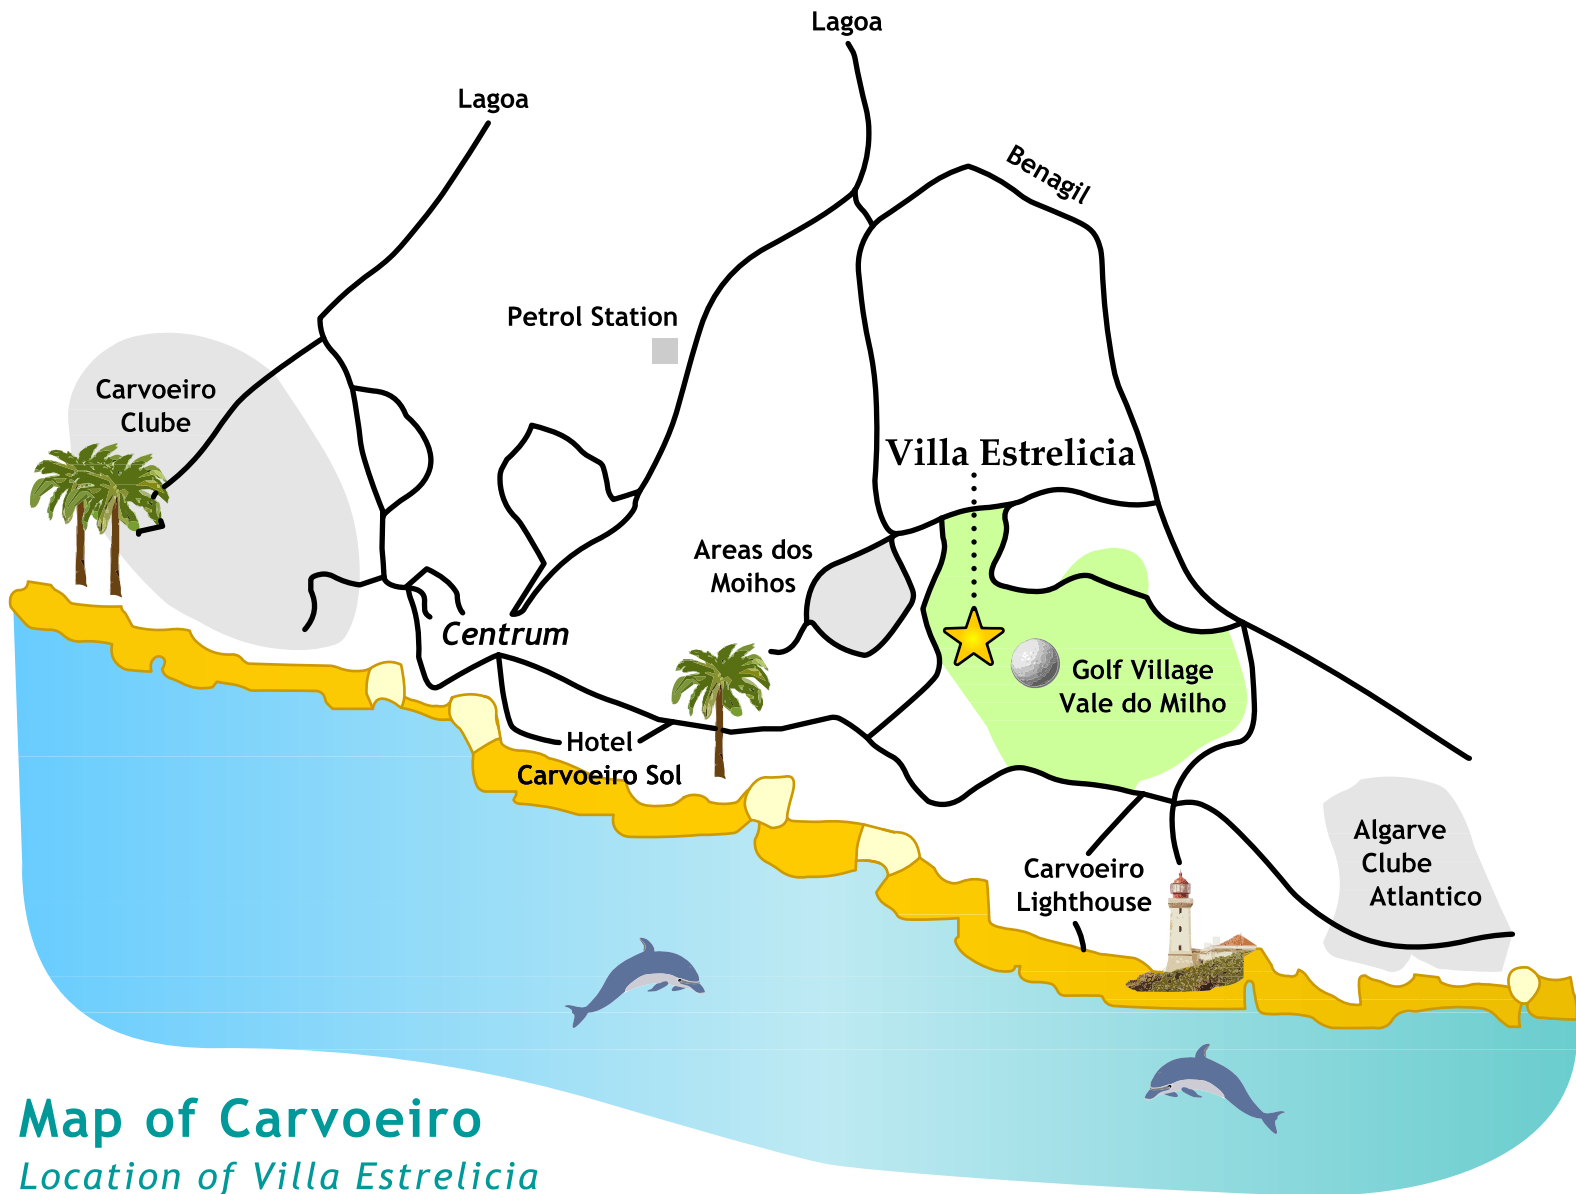 Lagoa
Lagoa
Benagil
Petrol Station
Carvoeiro
Clube
Villa Estrelicia
Areas dos
Moihos
Centrum
Golf Village
Vale do Milho
Hotel
Carvoeiro Sol
Algarve
Clube
Atlantico
Carvoeiro
Lighthouse
Map of Carvoeiro
Location of Villa Estrelicia